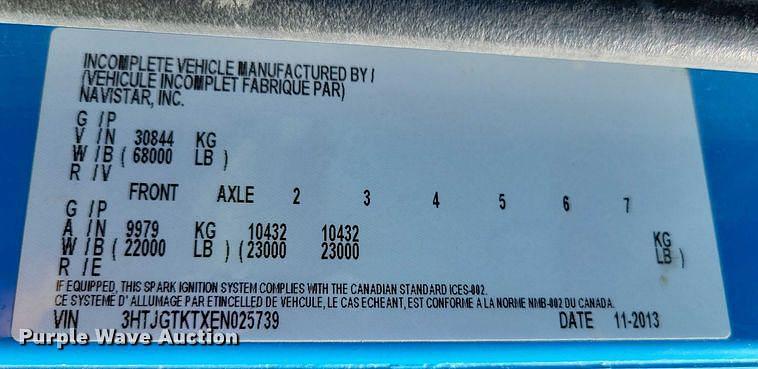 INCOMPLETE VEHICLE MANUFACTURED BY /
(VEHICULE INCOMPLET FABRIQUE PAR)
NAVISTAR, INC.
G /P
V /N 30844 KG
W /B ( 68000 LB )
R /V
FRONT AXLE 2 3 4 5 6 7
G /P
A /N 9979 KG 10432 10432 KG
W /B ( 22000 LB ) ( 23000 23000 LB )
R /E
IF EQUIPPED, THIS SPARK IGNITION SYSTEM COMPLIES WITH THE CANADIAN STANDARD ICES-002.
CE SYSTEME D'ALLUMAGE PAR ETINCELLED DE VEHCULE, LE CAS ECHEANT, EST CONFORME A LA NORME NMB-002 DU CANADA.
VIN 3HTJGTKTXEN025739 DATE 11-2013
Purple Wave Auction